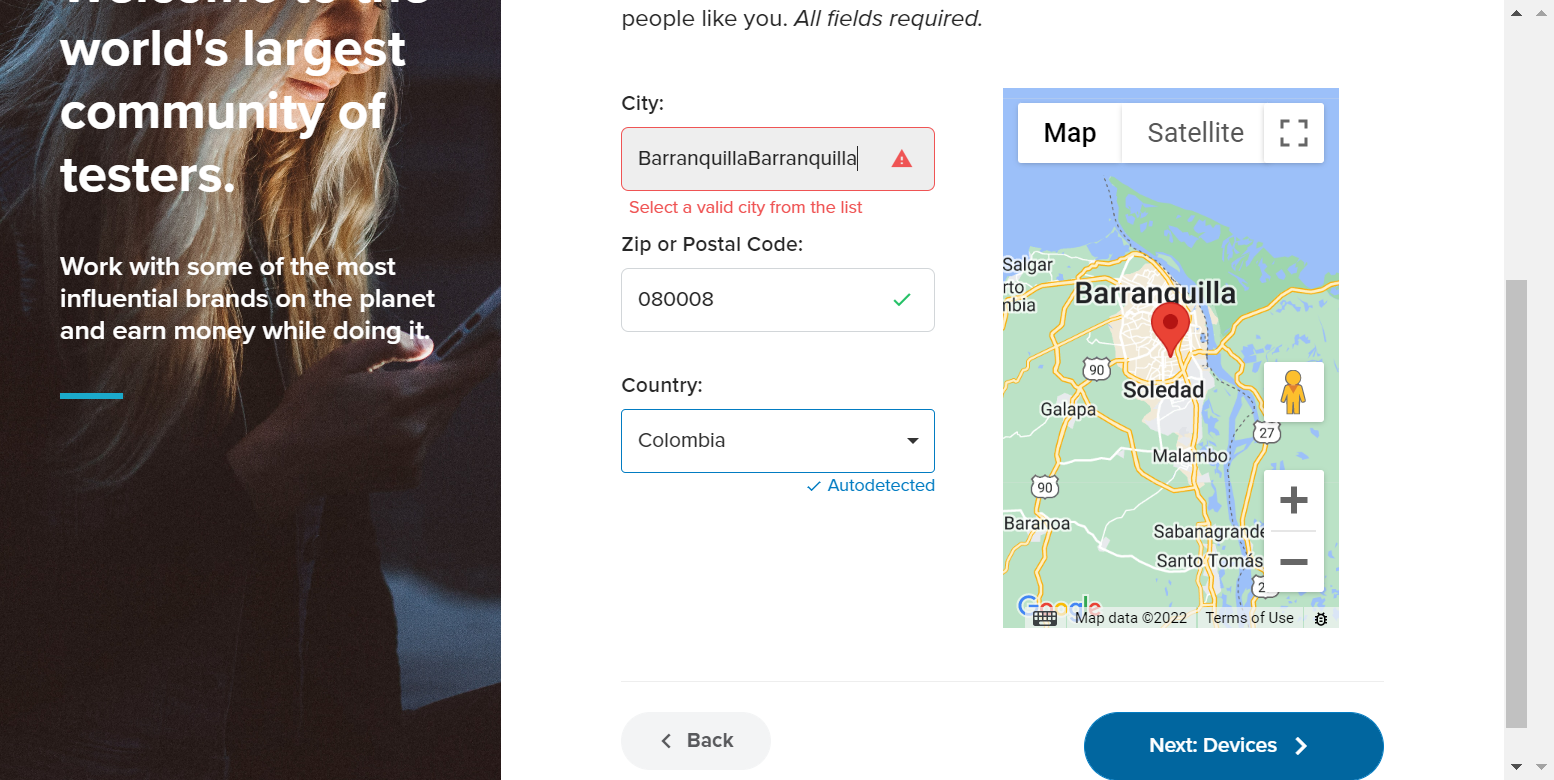 Welcome to the
world's largest
community of
testers.
Work with some of the most
influential brands on the planet
and earn money while doing it.
people like you. All fields required.
City:
BarranquillaBarranquilla
Select a valid city from the list
Zip or Postal Code:
080008
Country:
Colombia
Autodetected
Map
Satellite
Salgar
rto
nbia
Barranquilla
90
Soledad
Galapa
27
Malambo
90
Baranoa
Sabanagrande
Santo Tomás
2
Google
Map data ©2022
Terms of Use
Back
Next: Devices